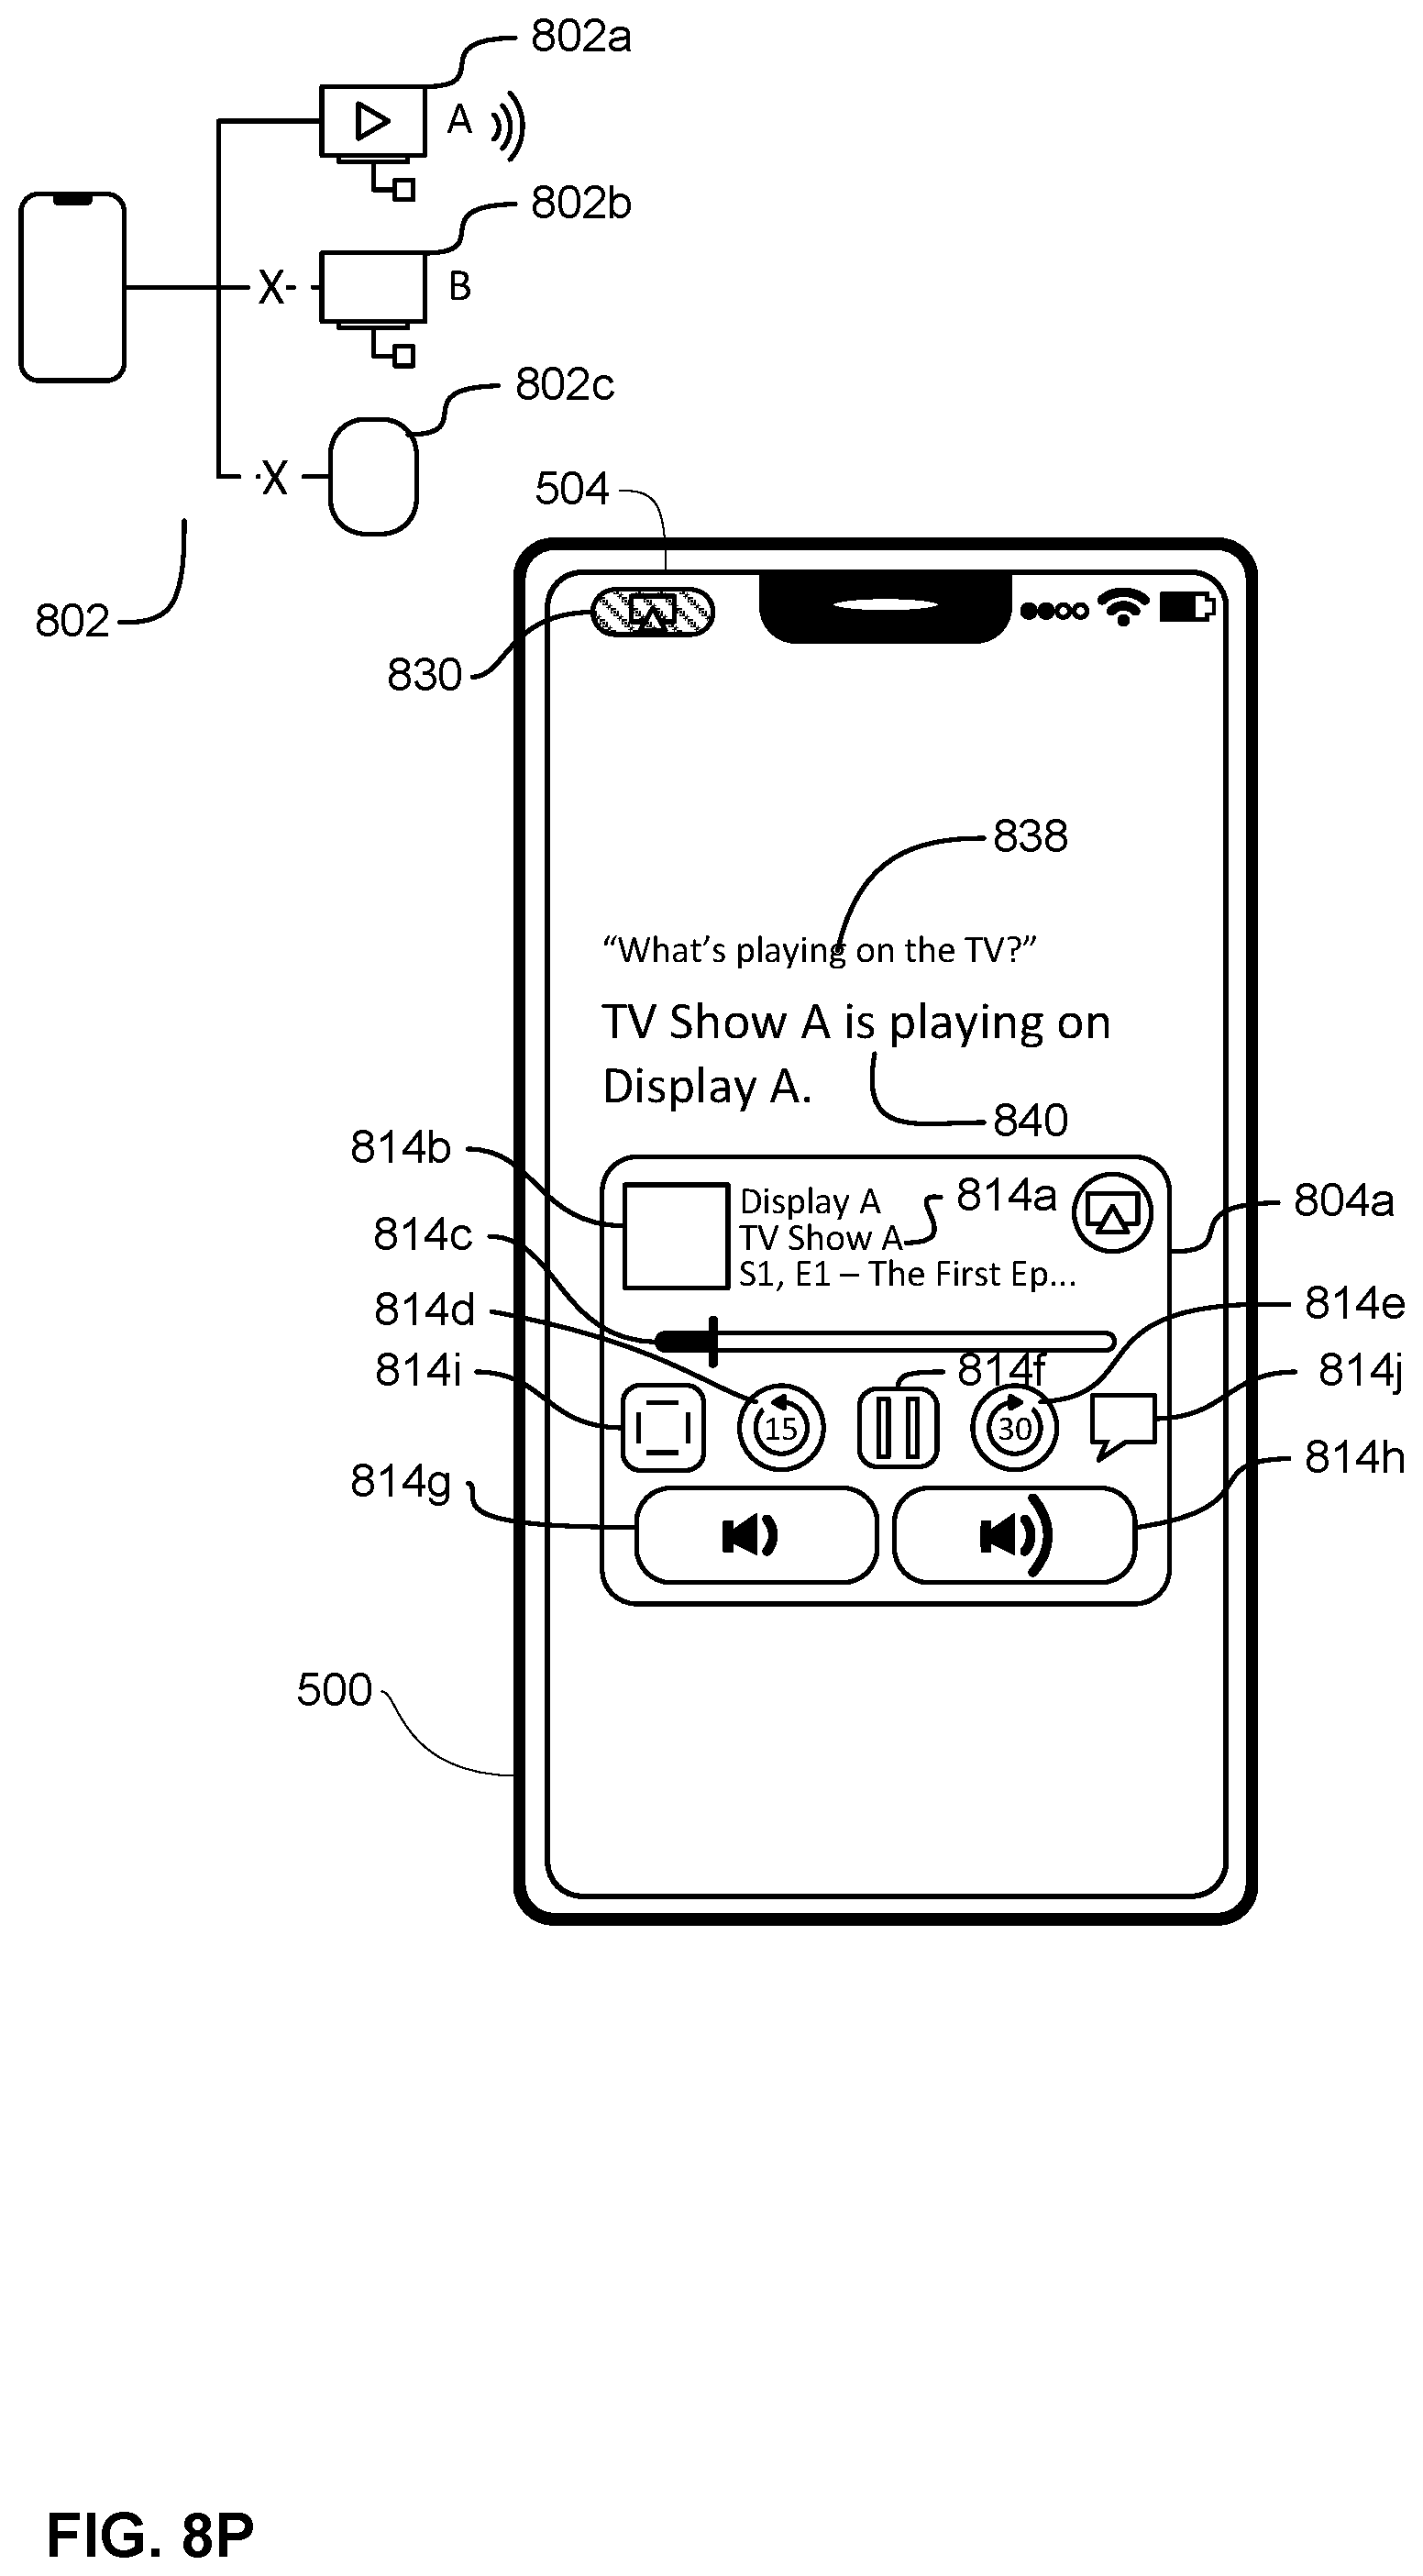 802a
A
802b
X
B
802c
X
504
802
830
838
“What’s playing on the TV?”
TV Show A is playing on
Display A.
840
814b
Display A
814a
804a
814c
TV Show A
S1, E1 – The First Ep...
814d
814e
814i
814f
814j
15
30
814g
814h
500
FIG. 8P